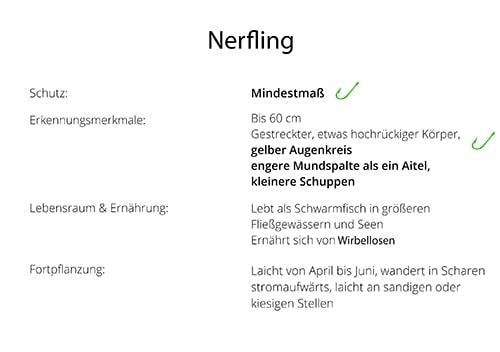 Nerfling
Schutz: Mindestmaß
Erkennungsmerkmale: Bis 60 cm
Gestreckter, etwas hochrückiger Körper,
gelber Augenkreis
engere Mundspalte als ein Aitel,
kleinere Schuppen
Lebensraum & Ernährung: Lebt als Schwarmfisch in größeren
Fließgewässern und Seen
Ernährt sich von Wirbellosen
Fortpflanzung: Laicht von April bis Juni, wandert in Scharen
stromaufwärts, laicht an sandigen oder
kiesigen Stellen